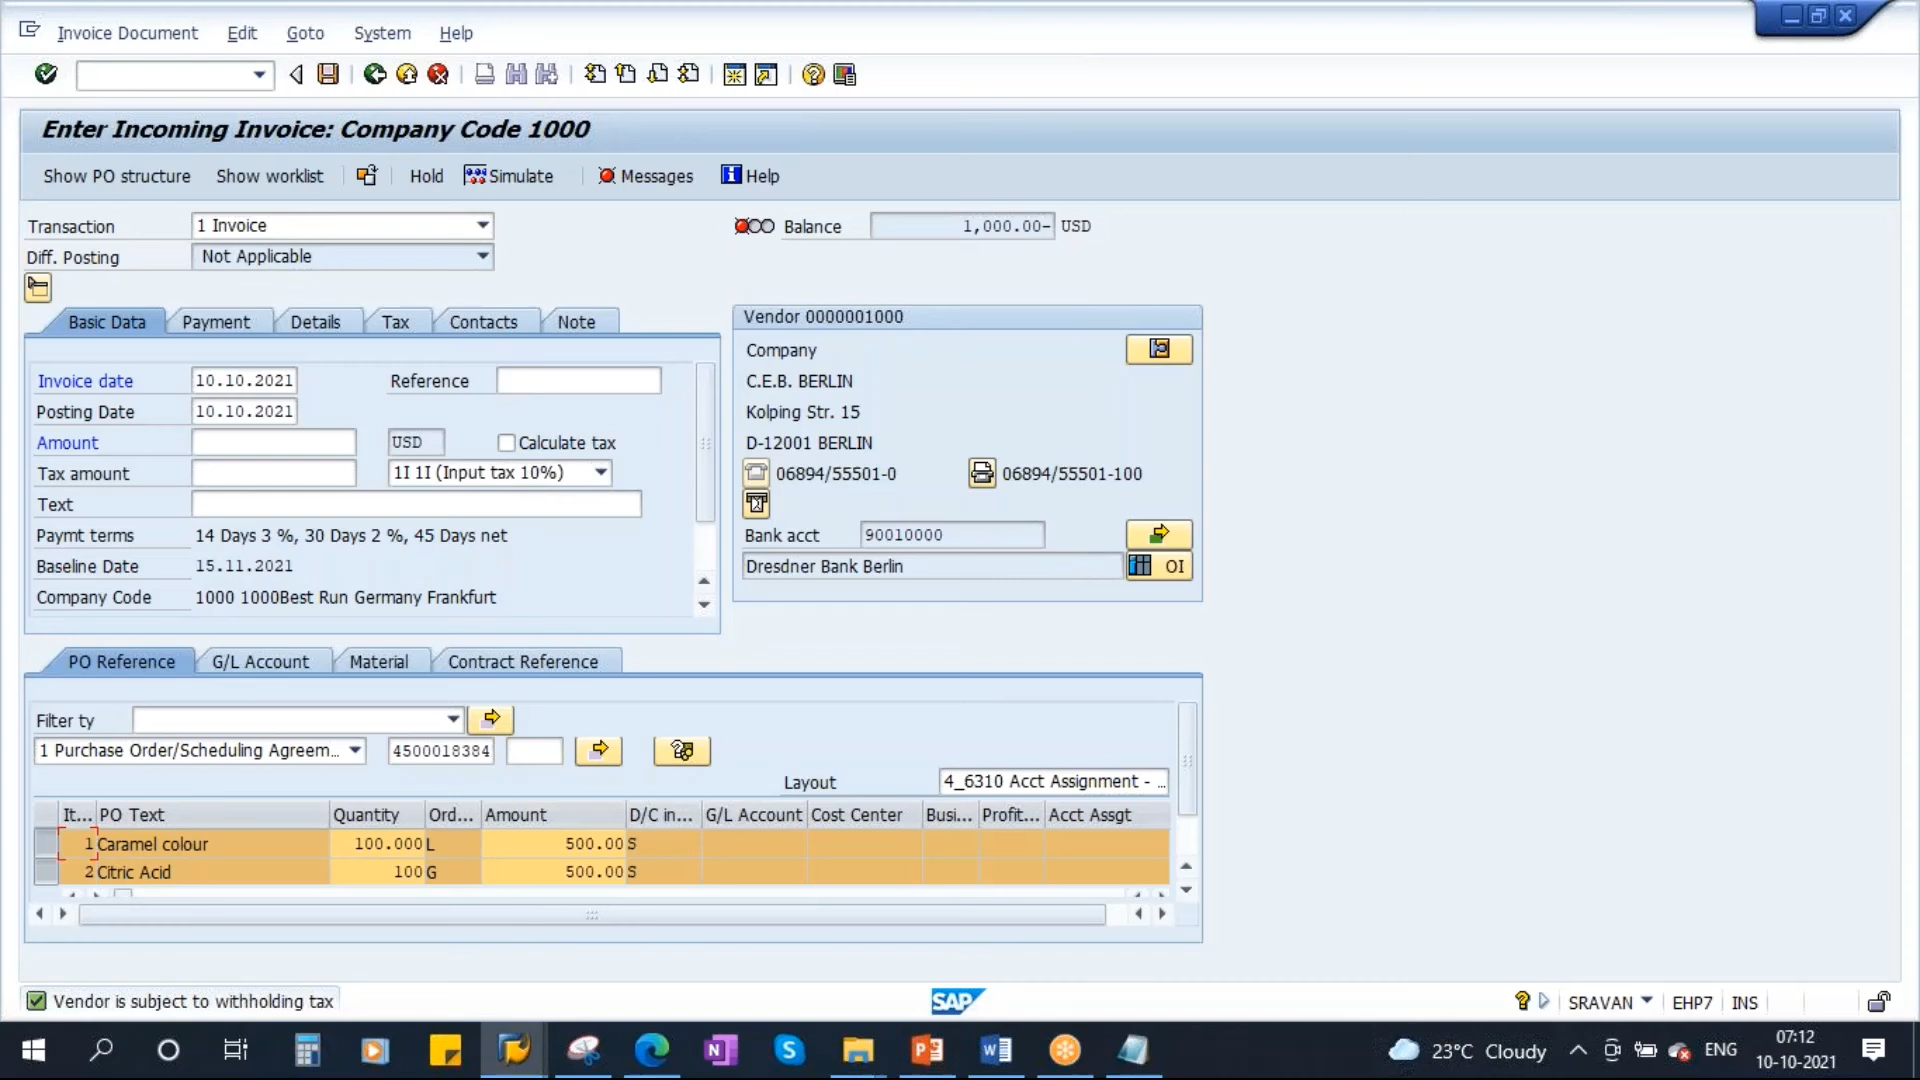 Invoice Document Edit Goto System Help
Enter Incoming Invoice: Company Code 1000
Show PO structure Show worklist Hold Simulate Messages Help
Transaction 1 Invoice Balance 1,000.00- USD
Diff. Posting Not Applicable
Basic Data Payment Details Tax Contacts Note
Vendor 0000001000
Company
Invoice date 10.10.2021 Reference
C.E.B. BERLIN
Posting Date 10.10.2021
Kolping Str. 15
Amount USD Calculate tax
D-12001 BERLIN
Tax amount 1I 1I (Input tax 10%)
06894/55501-0 06894/55501-100
Text
Paymt terms 14 Days 3 %, 30 Days 2 %, 45 Days net
Bank acct 90010000
Baseline Date 15.11.2021
Dresdner Bank Berlin OI
Company Code 1000 1000Best Run Germany Frankfurt
PO Reference G/L Account Material Contract Reference
Filter ty
1 Purchase Order/Scheduling Agreem... 4500018384
Layout 4_6310 Acct Assignment - ...
It... PO Text Quantity Ord... Amount D/C in... G/L Account Cost Center Busi... Profit... Acct Assgt
1 Caramel colour 100.000 L 500.00 S
2 Citric Acid 100 G 500.00 S
Vendor is subject to withholding tax
SAP
SRAVAN EHP7 INS
23°C Cloudy ENG
07:12
10-10-2021